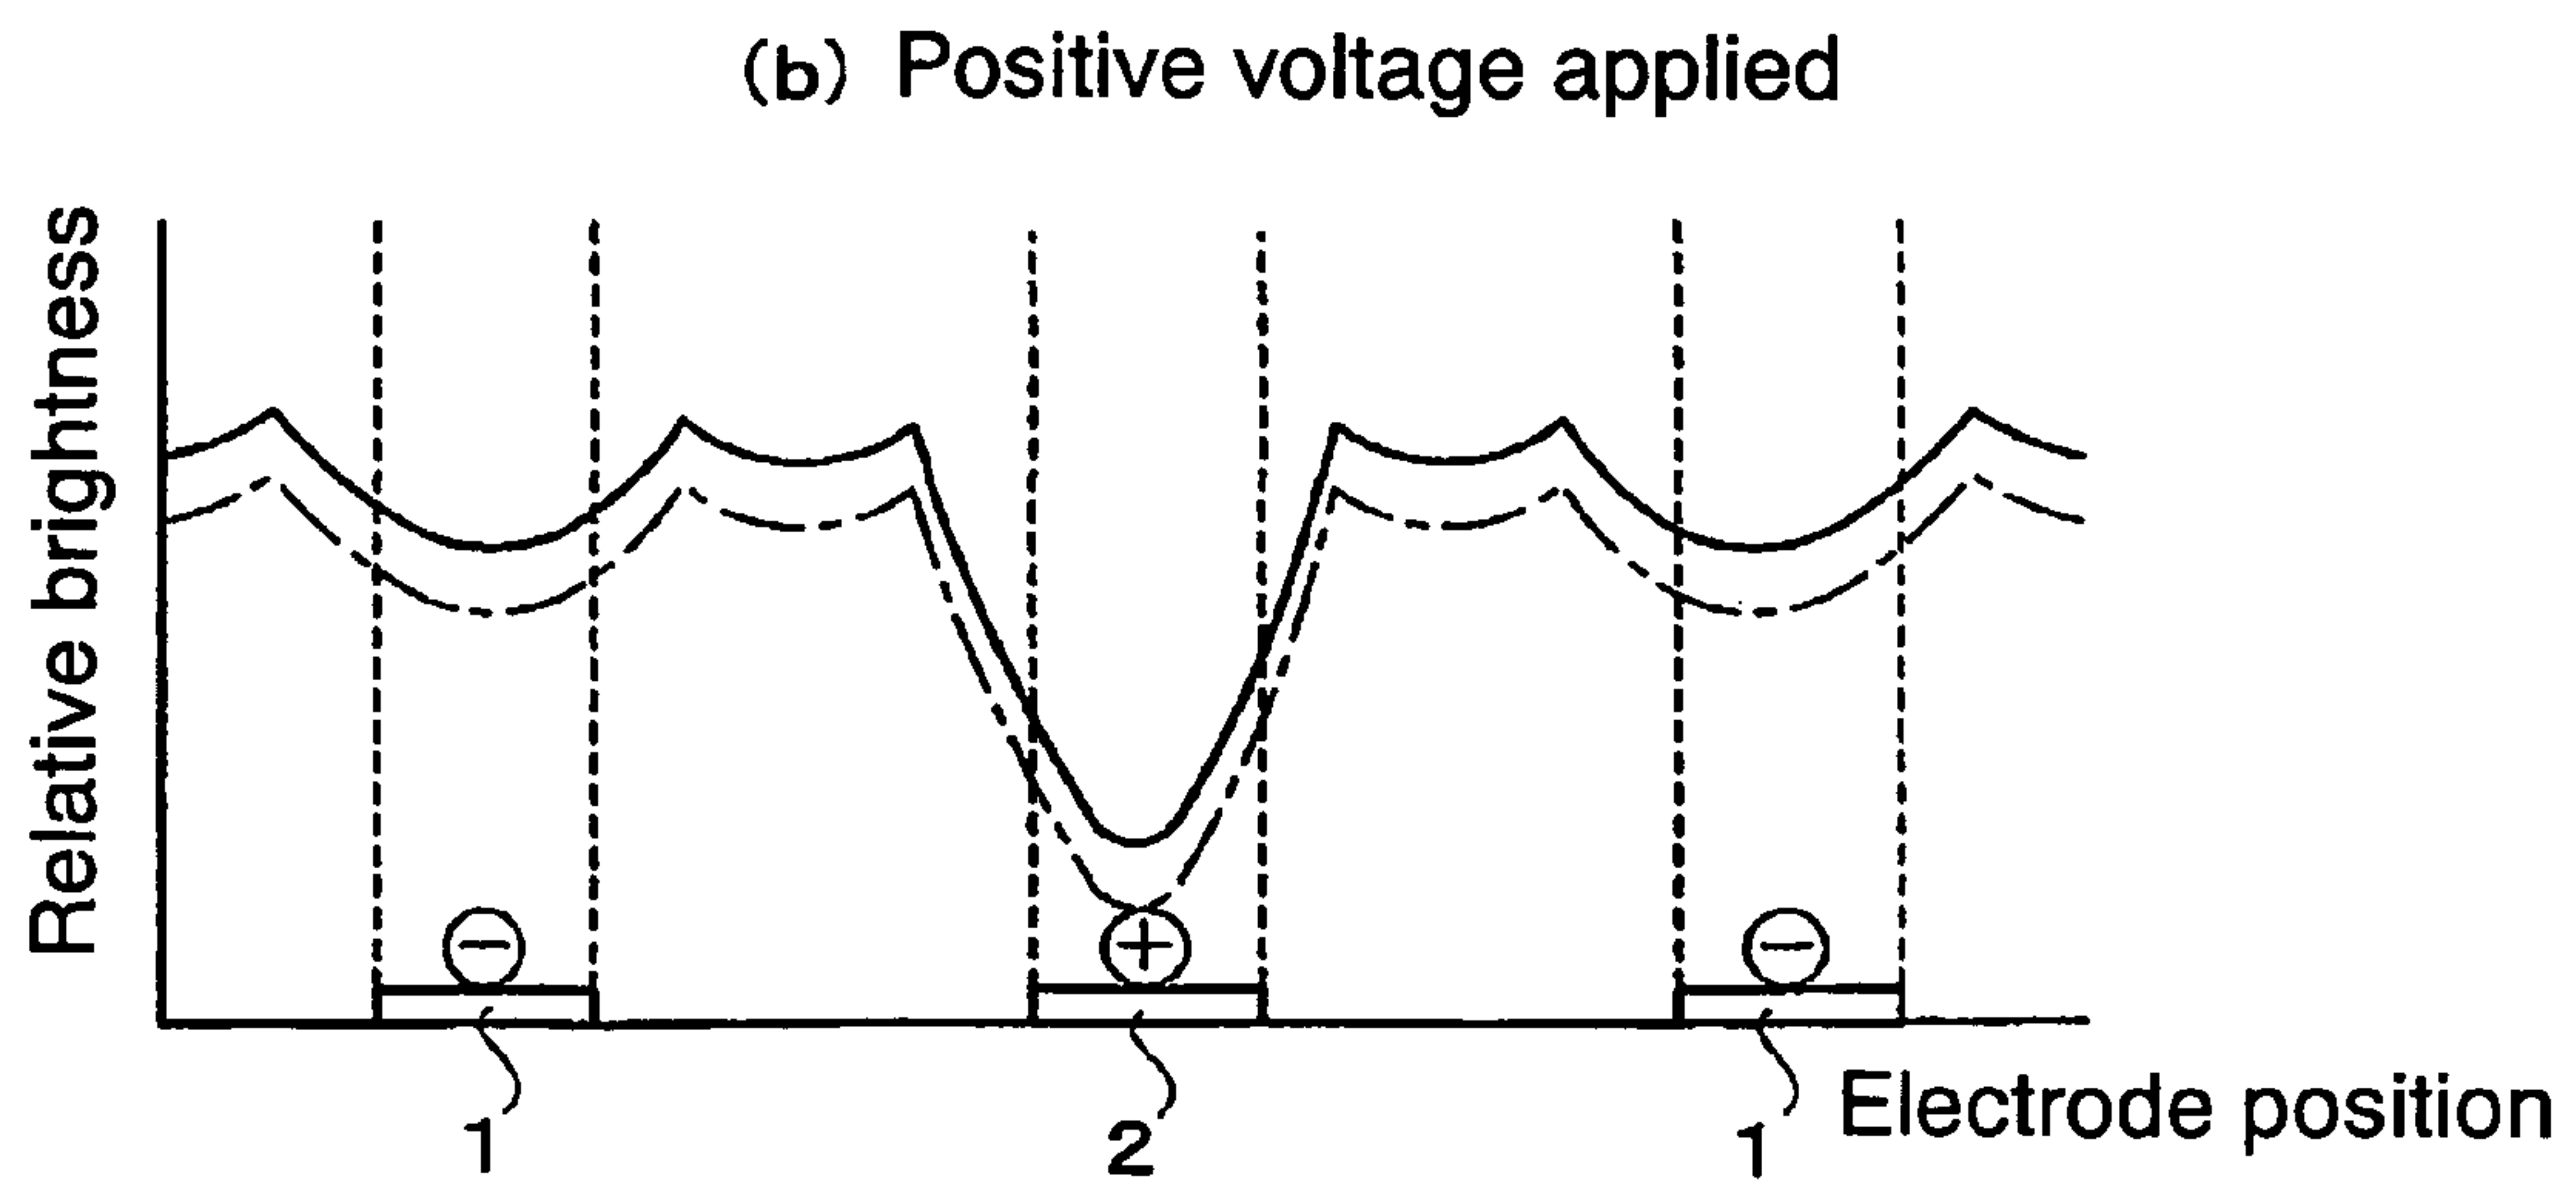 (b) Positive voltage applied
Relative brightness
−
+
−
1
2
1
Electrode position